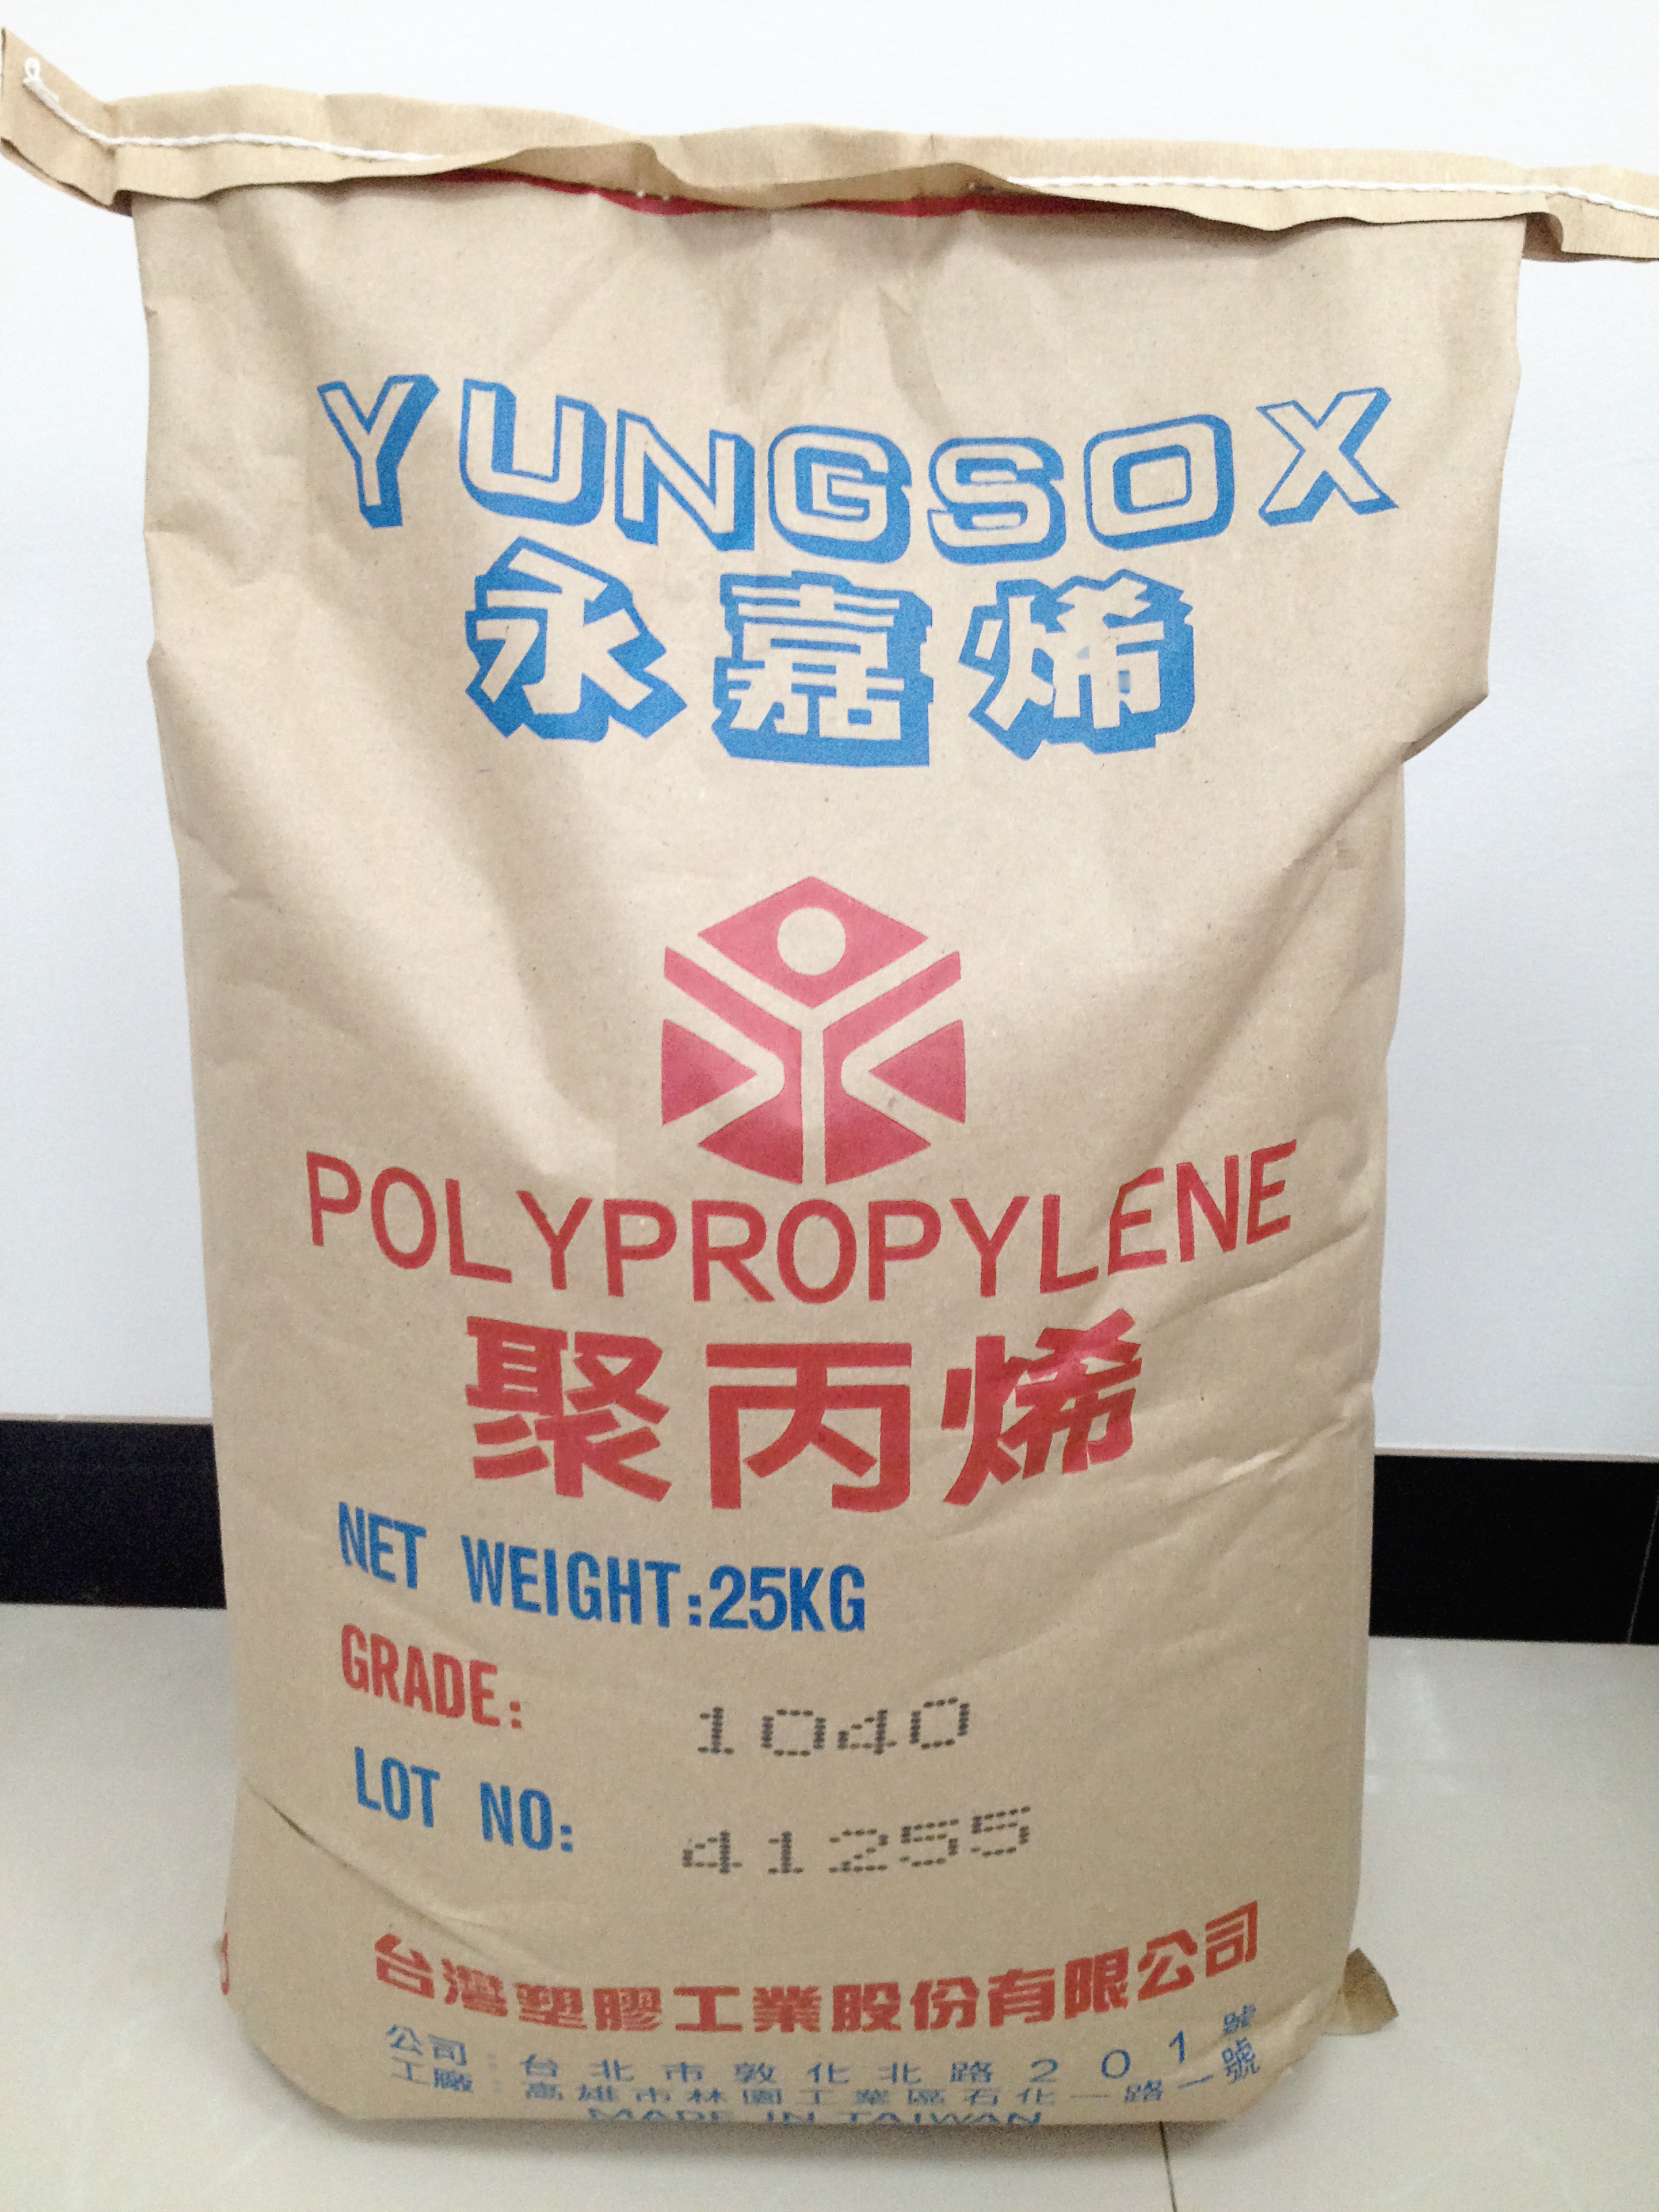 YUNGSOX
永嘉烯
POLYPROPYLENE
聚丙烯
NET WEIGHT:25KG
GRADE: 1040
LOT NO: 41255
台灣塑膠工業股份有限公司
公司:台北市敦化北路201號
工廠:高雄市林園工業區石化一路一號
MADE IN TAIWAN